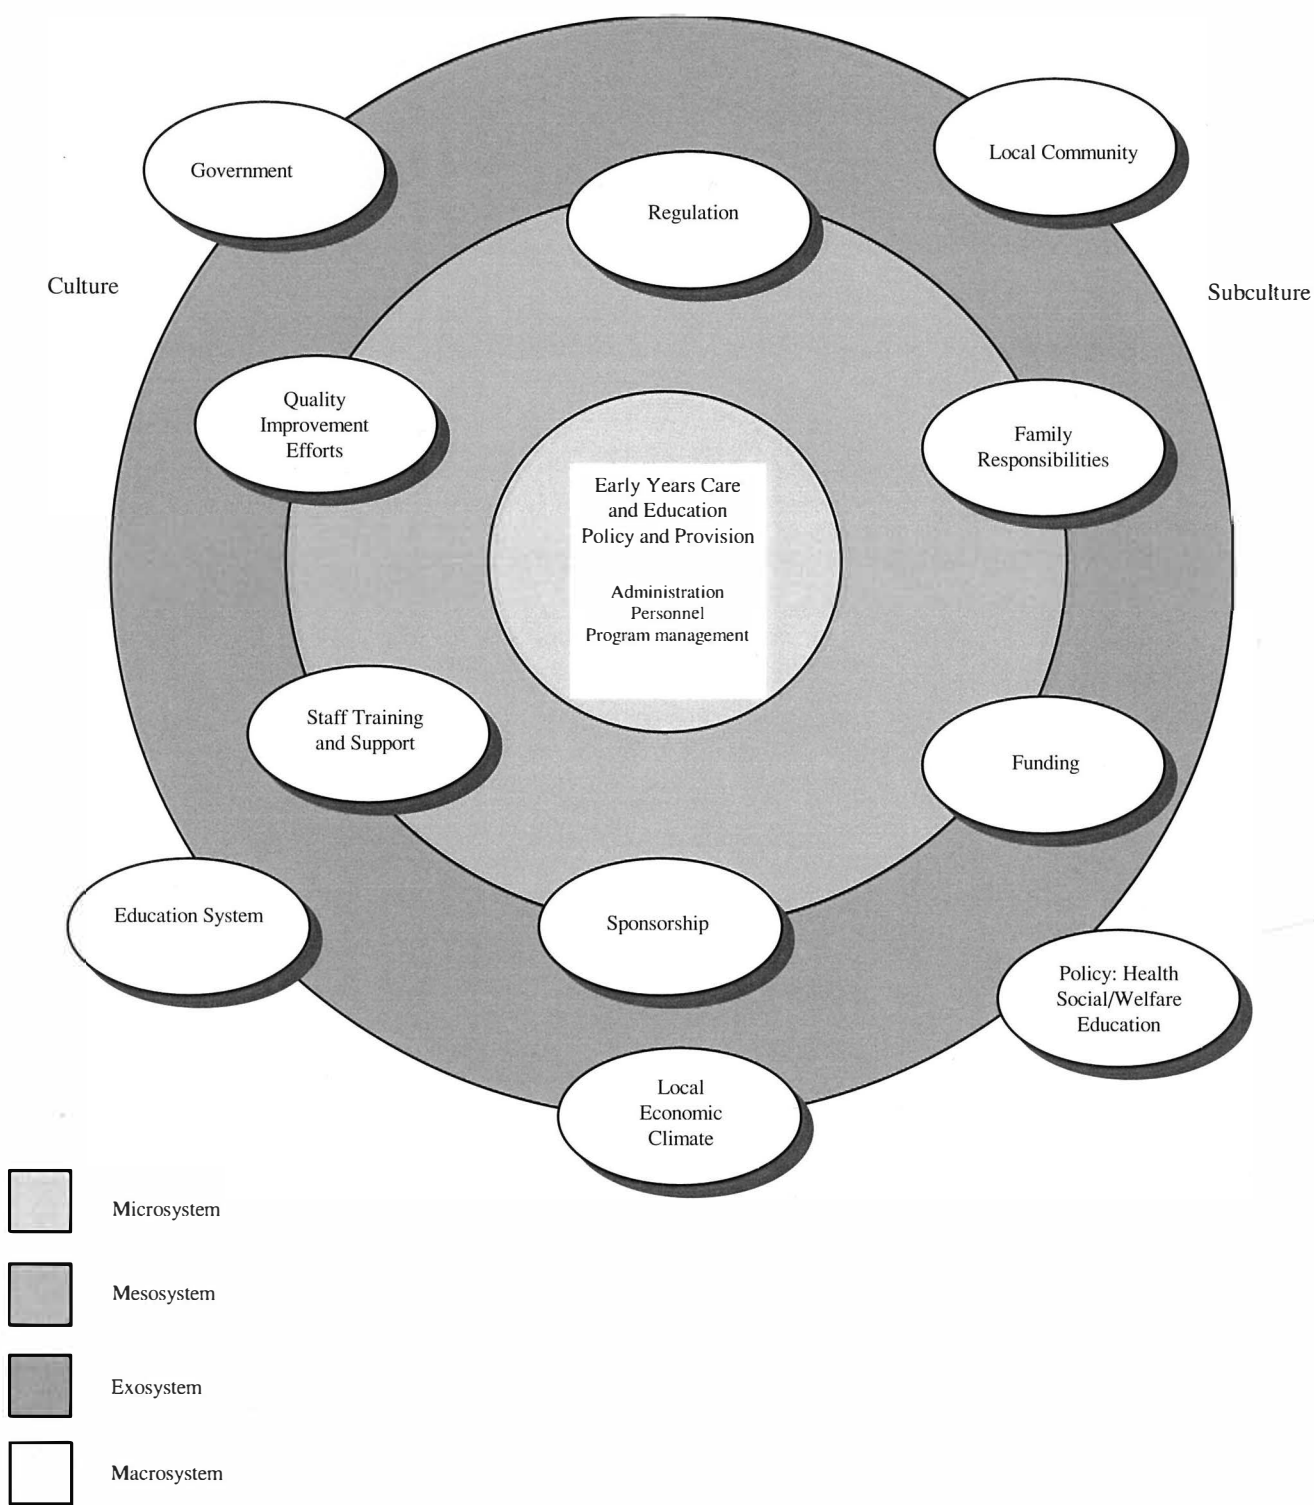 Government
Local Community
Regulation
Culture
Subculture
Quality
Improvement
Efforts
Family
Responsibilities
Early Years Care
and Education
Policy and Provision
Administration
Personnel
Program management
Staff Training
and Support
Funding
Education System
Sponsorship
Policy: Health
Social/Welfare
Education
Local
Economic
Climate
Microsystem
Mesosystem
Exosystem
Macrosystem